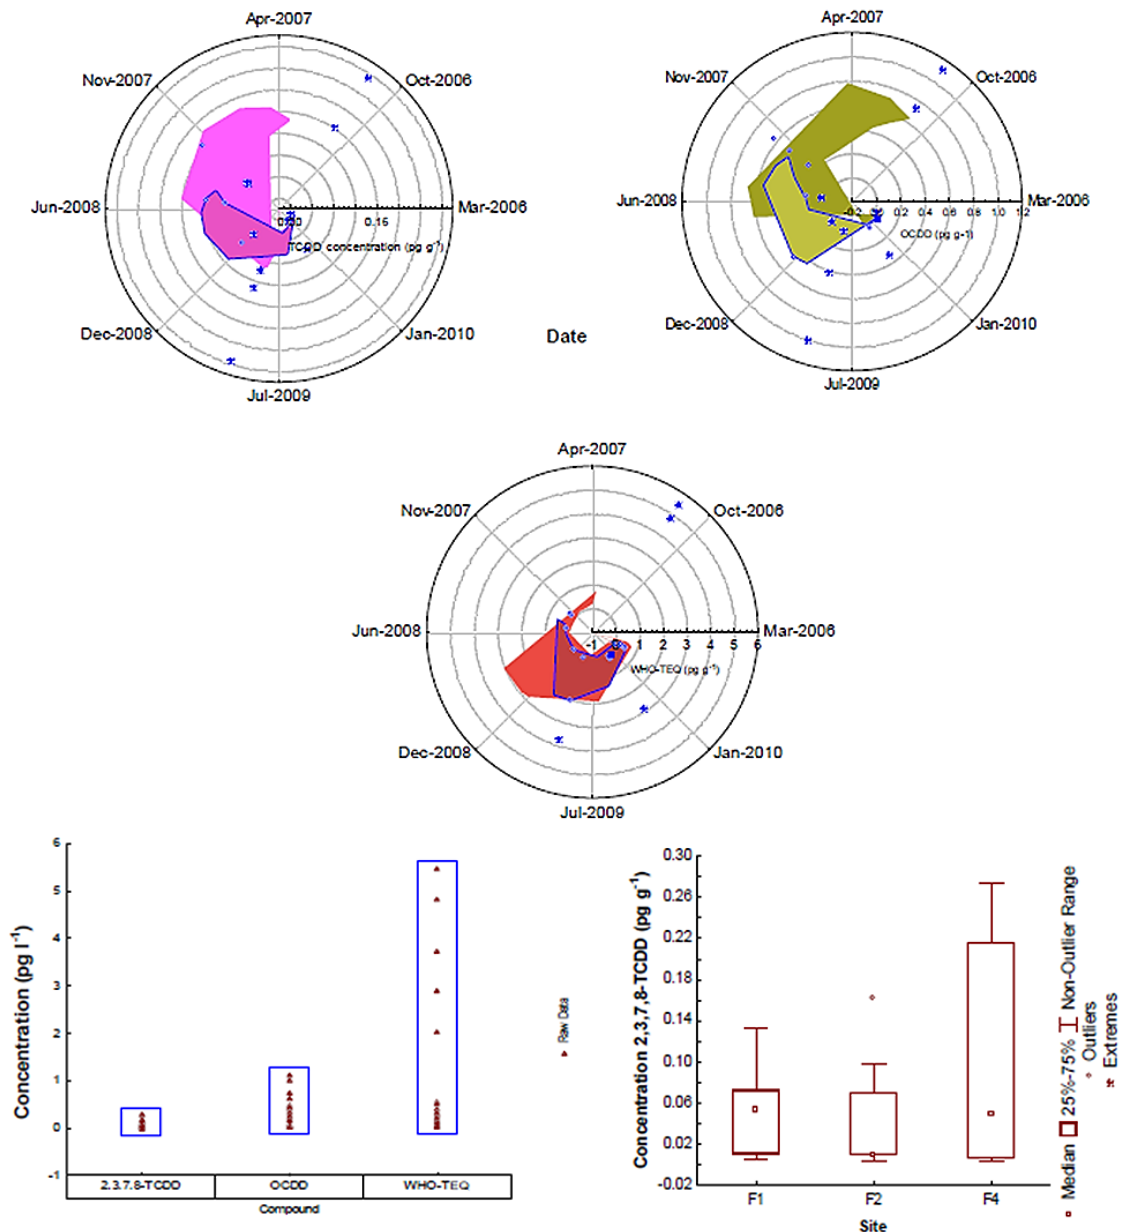 Apr-2007
Nov-2007
Oct-2006
Jun-2008
Mar-2006
0.16
TCDD concentration (pg g⁻¹)
Dec-2008
Jan-2010
Jul-2009
Apr-2007
Nov-2007
Oct-2006
Jun-2008
Mar-2006
-0.2 0.0 0.2 0.4 0.6 0.8 1.0 1.2
OCDD (pg g-1)
Dec-2008
Jan-2010
Jul-2009
Date
Apr-2007
Nov-2007
Oct-2006
Jun-2008
Mar-2006
-1 0 1 2 3 4 5 6
WHO-TEQ (pg g⁻¹)
Dec-2008
Jan-2010
Jul-2009
Concentration (pg l⁻¹)
6
5
4
3
2
1
0
-1
2,3,7,8-TCDD OCDD WHO-TEQ
Compound
Raw Data
Concentration 2,3,7,8-TCDD (pg g⁻¹)
0.30
0.26
0.22
0.18
0.14
0.10
0.06
0.02
-0.02
F1 F2 F4
Site
Median 25%-75% Non-Outlier Range
Outliers
Extremes